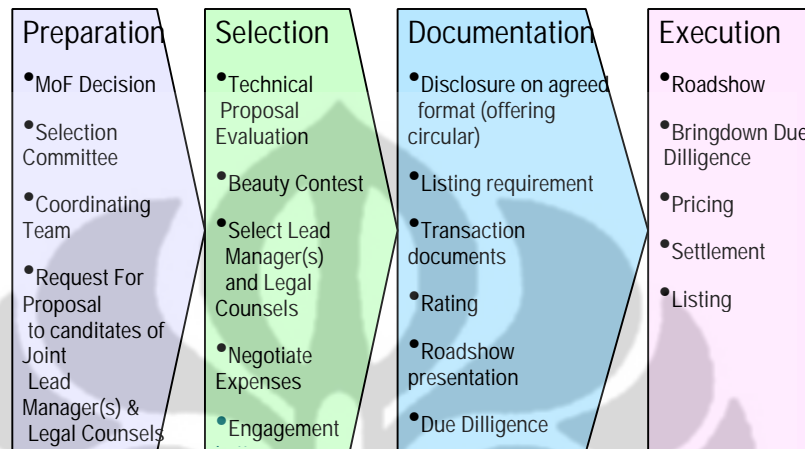 Preparation
•MoF Decision
•Selection
Committee
•Coordinating
Team
•Request For
Proposal
to canditates of
Joint
Lead
Manager(s) &
Legal Counsels
Selection
•Technical
Proposal
Evaluation
•Beauty Contest
•Select Lead
Manager(s)
and Legal
Counsels
•Negotiate
Expenses
•Engagement
Documentation
•Disclosure on agreed
format (offering
circular)
•Listing requirement
•Transaction
documents
•Rating
•Roadshow
presentation
•Due Dilligence
Execution
•Roadshow
•Bringdown Due
Dilligence
•Pricing
•Settlement
•Listing